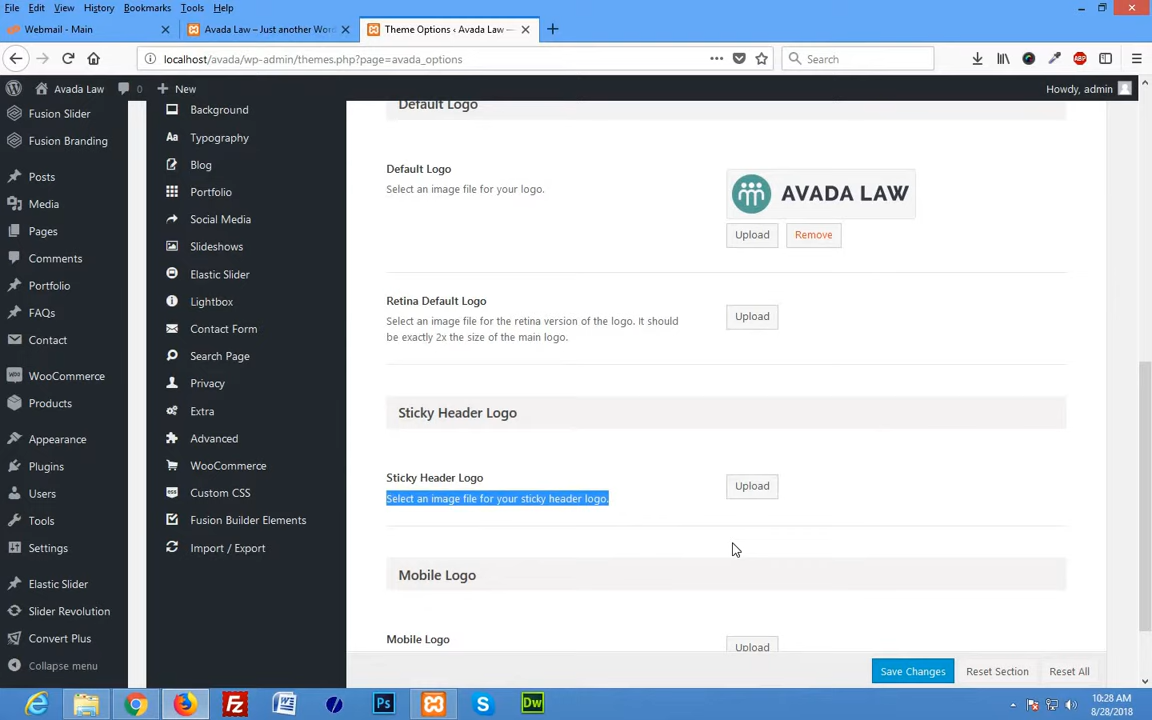 File Edit View History Bookmarks Tools Help
Webmail - Main
Avada Law – Just another Wor
Theme Options ‹ Avada Law —
localhost/avada/wp-admin/themes.php?page=avada_options
Search
ABP
Avada Law 0 New
Howdy, admin
Fusion Slider
Fusion Branding
Posts
Media
Pages
Comments
Portfolio
FAQs
Contact
WooCommerce
Products
Appearance
Plugins
Users
Tools
Settings
Elastic Slider
Slider Revolution
Convert Plus
Collapse menu
Background
Aa Typography
Blog
Portfolio
Social Media
Slideshows
Elastic Slider
Lightbox
Contact Form
Search Page
Privacy
Extra
Advanced
WooCommerce
Custom CSS
Fusion Builder Elements
Import / Export
Default Logo
Default Logo
Select an image file for your logo.
AVADA LAW
Upload Remove
Retina Default Logo
Select an image file for the retina version of the logo. It should
be exactly 2x the size of the main logo.
Upload
Sticky Header Logo
Sticky Header Logo
Select an image file for your sticky header logo.
Upload
Mobile Logo
Mobile Logo
Upload
Save Changes Reset Section Reset All
Ps
Dw
10:28 AM
8/28/2018